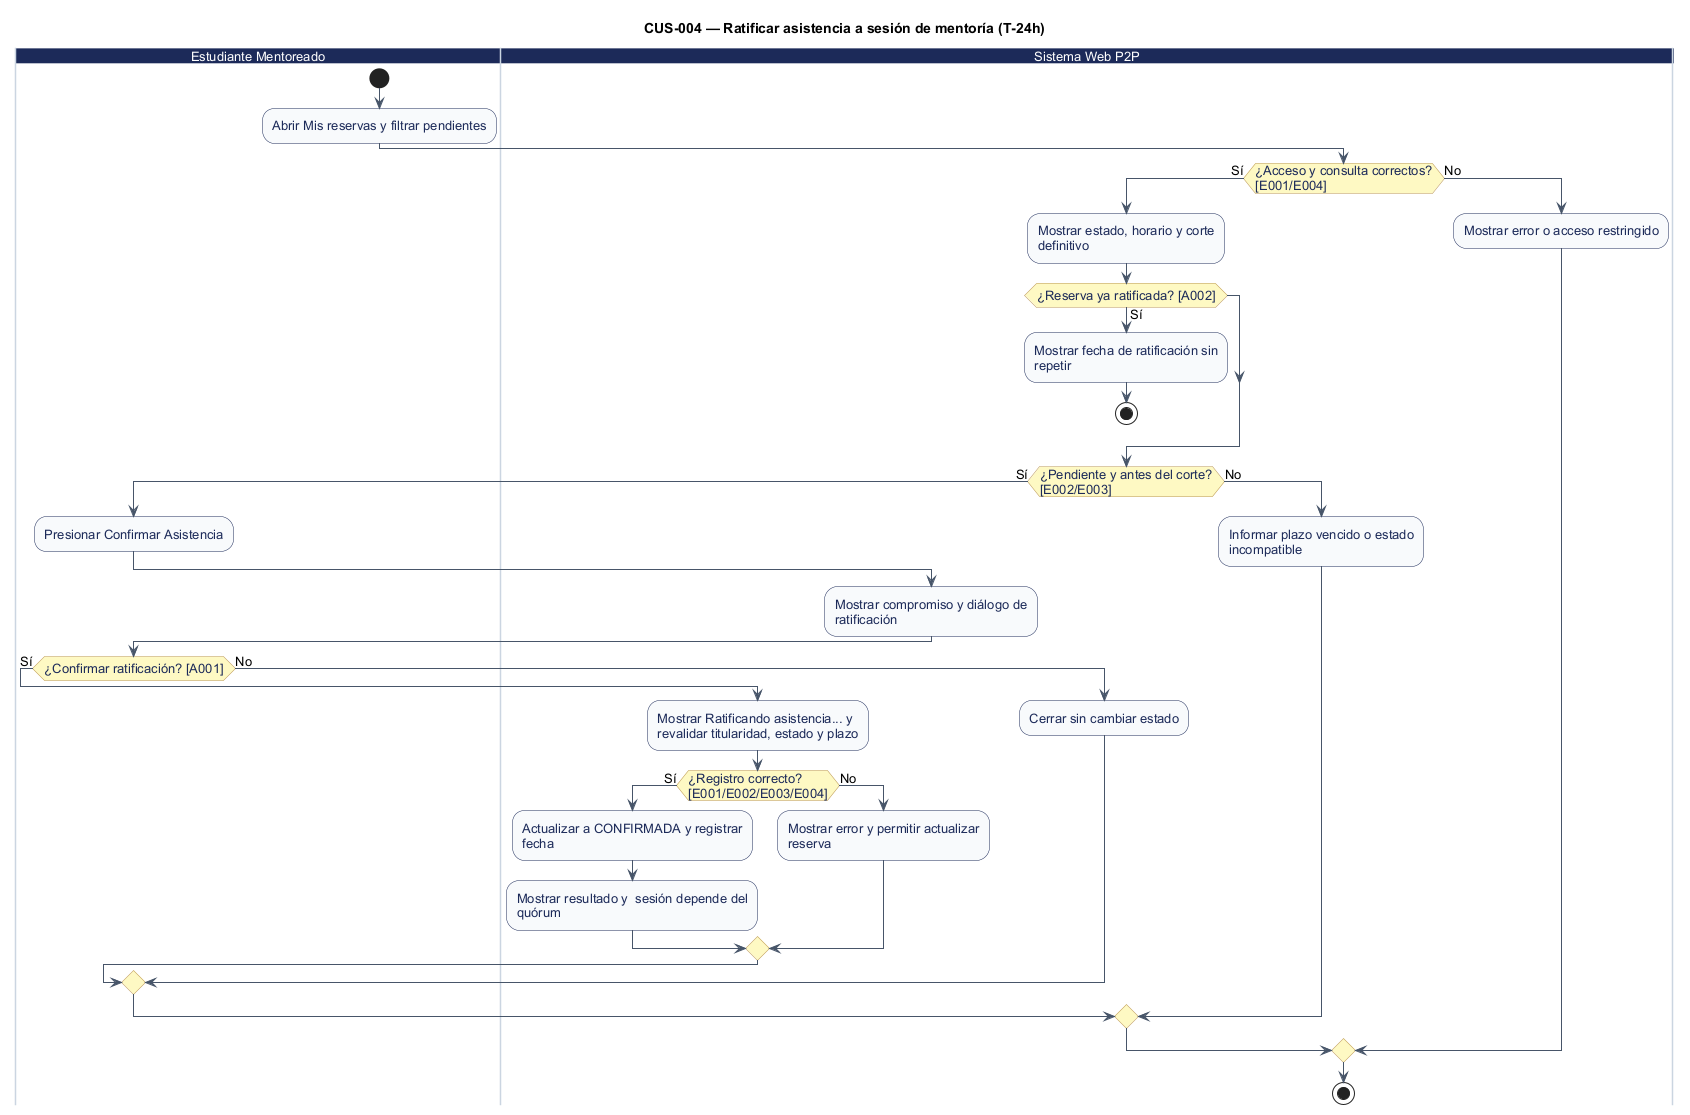 CUS-004 — Ratificar asistencia a sesión de mentoría (T-24h)
Estudiante Mentoreado
Sistema Web P2P
Abrir Mis reservas y filtrar pendientes
¿Acceso y consulta correctos?
[E001/E004]
Sí
No
Mostrar estado, horario y corte
definitivo
Mostrar error o acceso restringido
¿Reserva ya ratificada? [A002]
Sí
Mostrar fecha de ratificación sin
repetir
¿Pendiente y antes del corte?
[E002/E003]
Sí
No
Presionar Confirmar Asistencia
Informar plazo vencido o estado
incompatible
Mostrar compromiso y diálogo de
ratificación
¿Confirmar ratificación? [A001]
Sí
No
Mostrar Ratificando asistencia... y
revalidar titularidad, estado y plazo
Cerrar sin cambiar estado
¿Registro correcto?
[E001/E002/E003/E004]
Sí
No
Actualizar a CONFIRMADA y registrar
fecha
Mostrar error y permitir actualizar
reserva
Mostrar resultado y  sesión depende del
quórum